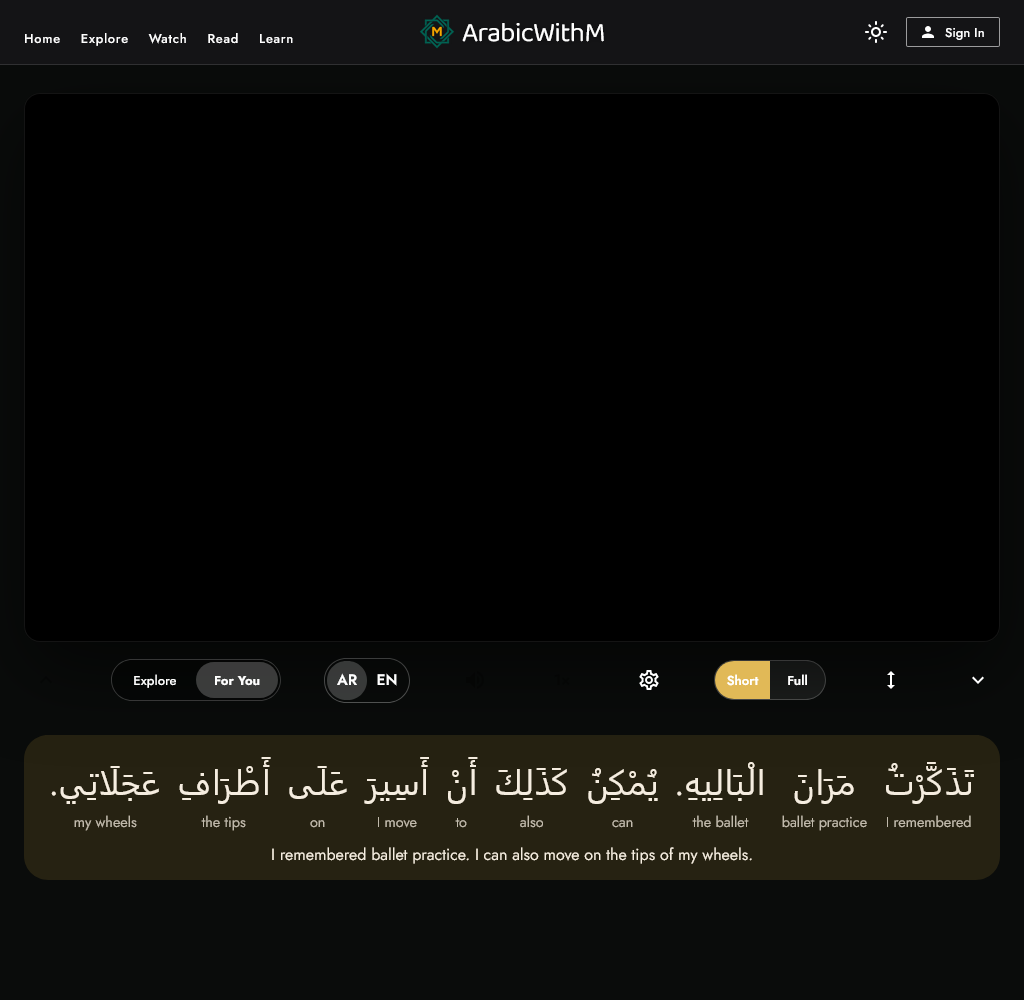 Home Explore Watch Read Learn
M ArabicWithM
Sign In
Explore For You
AR EN
Short Full
تَذَكَّرْتُ مَرَانَ الْبَالِيهِ. يُمْكِنُ كَذَلِكَ أَنْ أَسِيرَ عَلَى أَطْرَافِ عَجَلَاتِي.
my wheels the tips on I move to also can the ballet ballet practice I remembered
I remembered ballet practice. I can also move on the tips of my wheels.